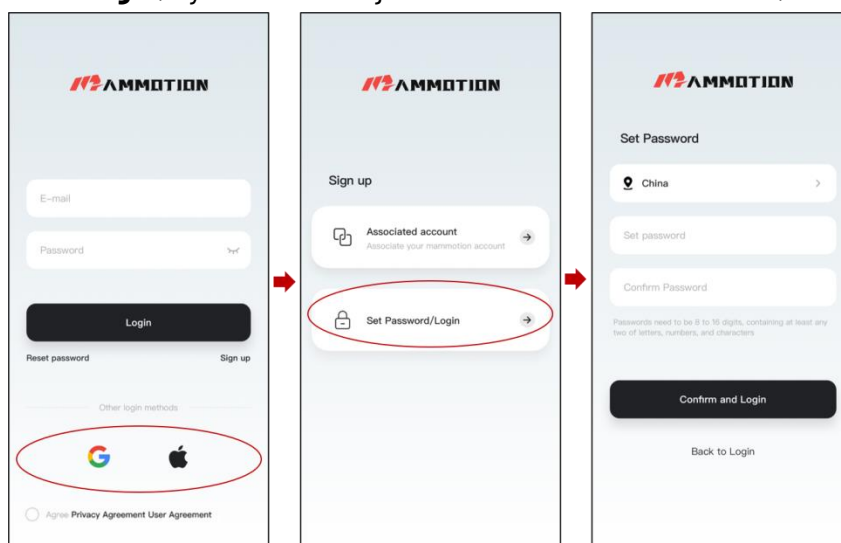 MAMMOTION
E-mail
Password
Login
Reset password
Sign up
Other login methods
Agree Privacy Agreement User Agreement
MAMMOTION
Sign up
Associated account
Associate your mammotion account
Set Password/Login
MAMMOTION
Set Password
China
Set password
Confirm Password
Passwords need to be 8 to 16 digits, containing at least any
two of letters, numbers, and characters
Confirm and Login
Back to Login